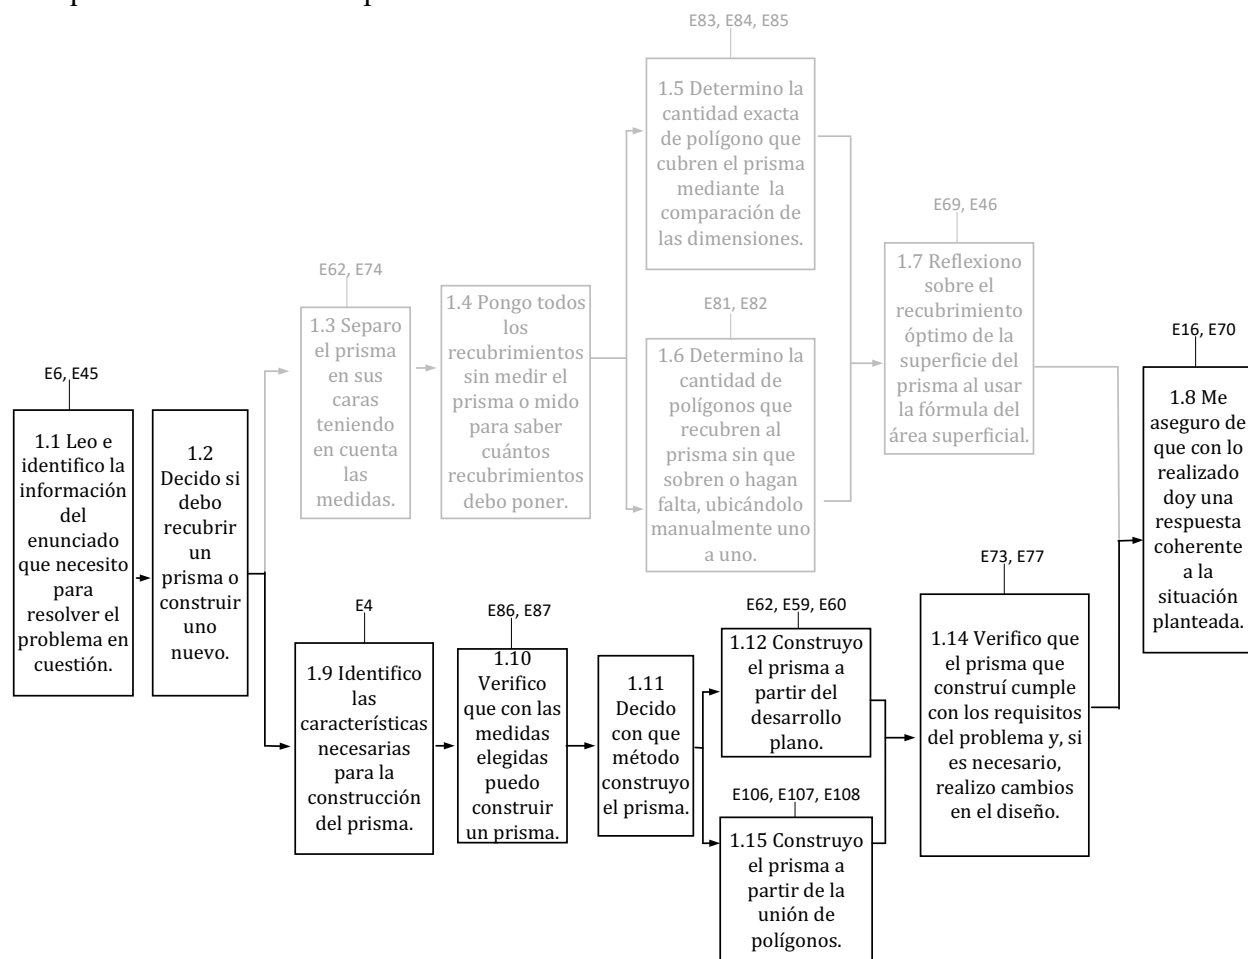 E83, E84, E85
1.5 Determino la
cantidad exacta
de polígono que
cubren el prisma
mediante la
comparación de
las dimensiones.
E69, E46
1.7 Reflexiono
sobre el
recubrimiento
óptimo de la
superficie del
prisma al usar
la fórmula del
área superficial.
E62, E74
1.3 Separo
el prisma
en sus
caras
teniendo
en cuenta
las
medidas.
1.4 Pongo todos
los
recubrimientos
sin medir el
prisma o mido
para saber
cuántos
recubrimientos
debo poner.
E81, E82
1.6 Determino la
cantidad de
polígonos que
recubren al
prisma sin que
sobren o hagan
falta, ubicándolo
manualmente uno
a uno.
E16, E70
1.8 Me
aseguro de
que con lo
realizado
doy una
respuesta
coherente
a la
situación
planteada.
E6, E45
1.1 Leo e
identifico la
información
del
enunciado
que necesito
para
resolver el
problema en
cuestión.
1.2
Decido si
debo
recubrir
un
prisma o
construir
uno
nuevo.
E4
1.9 Identifico
las
características
necesarias
para la
construcción
del prisma.
E86, E87
1.10
Verifico
que con las
medidas
elegidas
puedo
construir
un prisma.
1.11
Decido
con que
método
construyo
el prisma.
E62, E59, E60
1.12 Construyo
el prisma a
partir del
desarrollo
plano.
E106, E107, E108
1.15 Construyo
el prisma a
partir de la
unión de
polígonos.
E73, E77
1.14 Verifico que
el prisma que
construí cumple
con los requisitos
del problema y, si
es necesario,
realizo cambios
en el diseño.